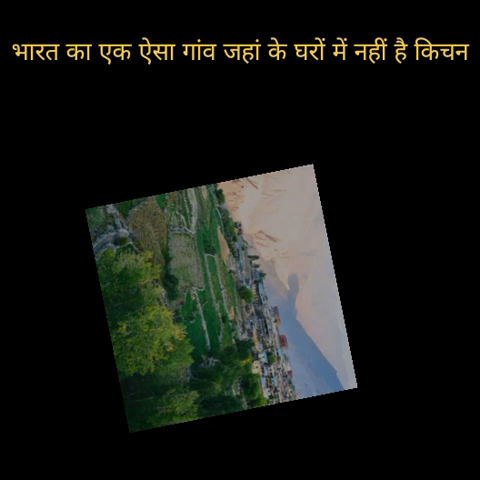 भारत का एक ऐसा गांव जहां के घरों में नहीं है किचन